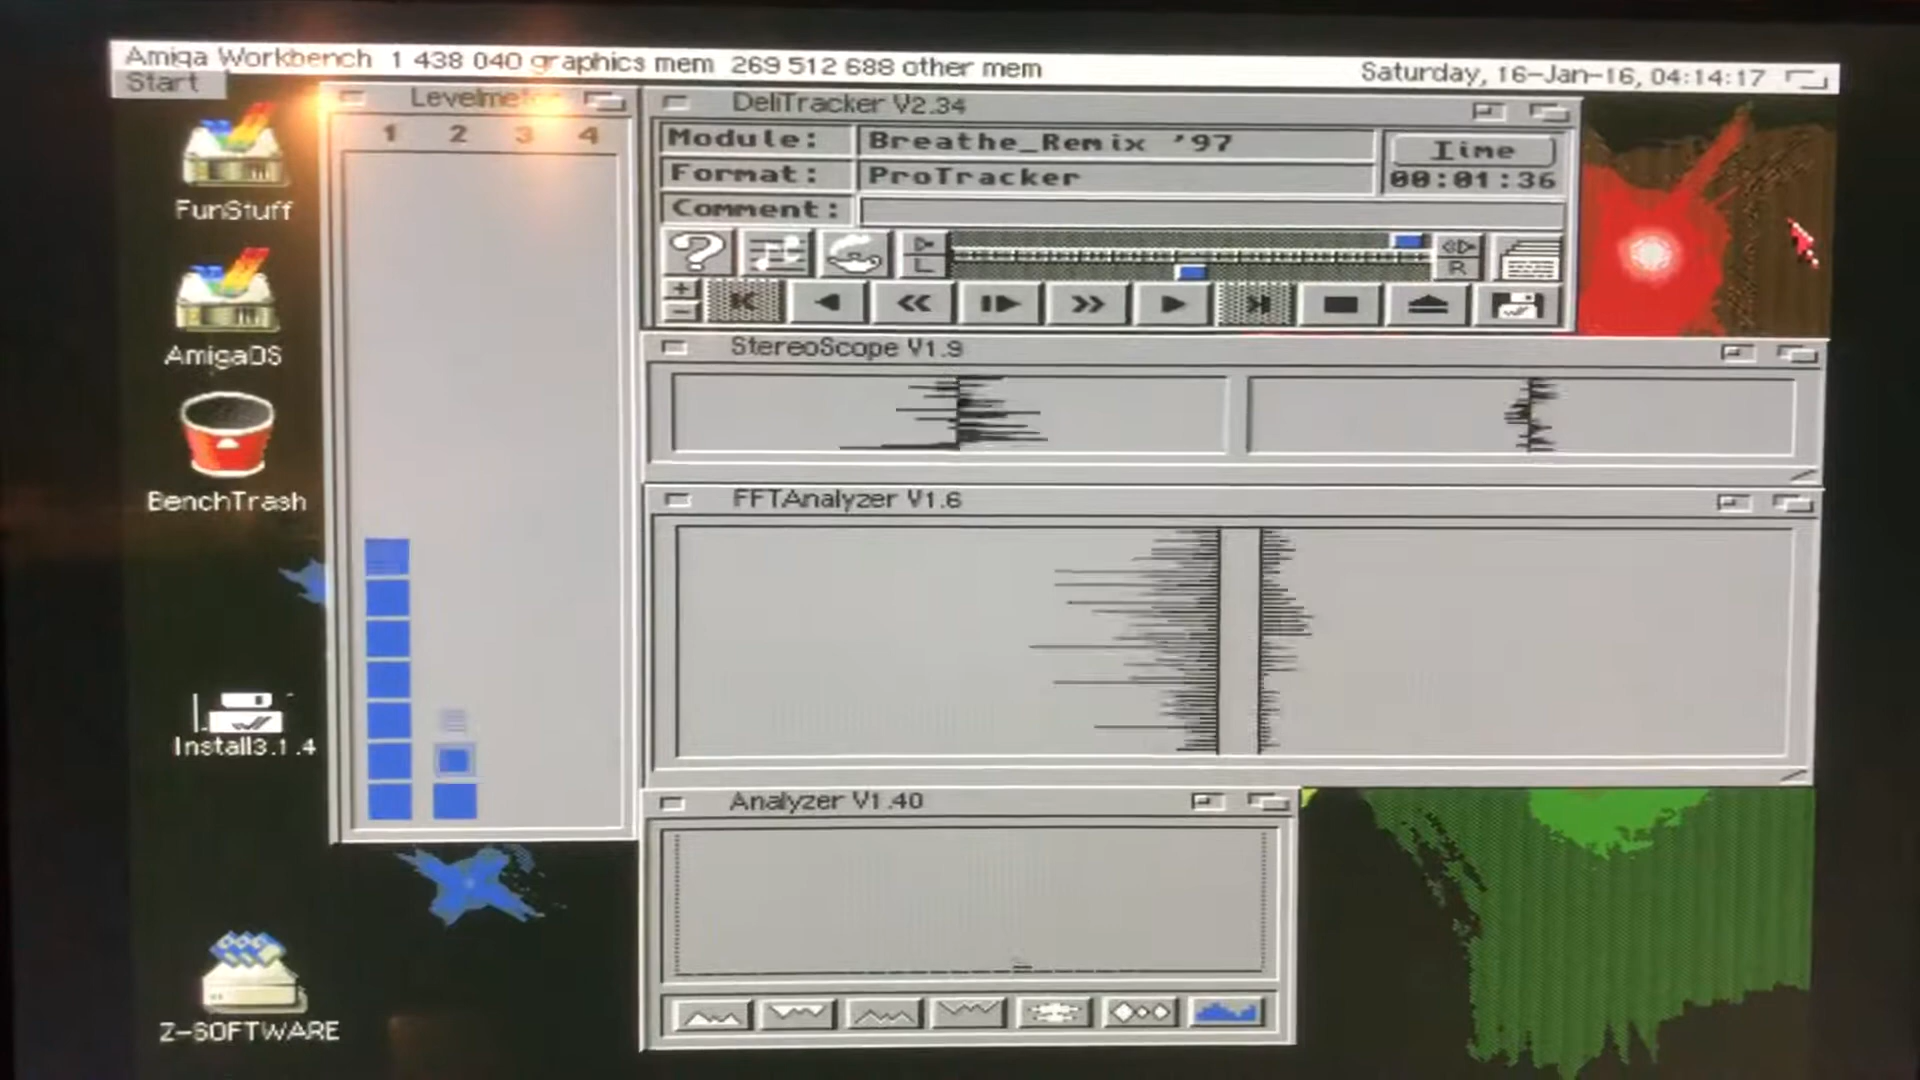 Amiga Workbench 1 438 040 graphics mem 269 512 688 other mem
Saturday, 16-Jan-16, 04:14:17
Start
Levelmeter
1 2 3 4
DeliTracker V2.34
Module: Breathe_Remix '97
Time
Format: ProTracker
00:01:36
Comment:
L
R
StereoScope V1.9
FFTAnalyzer V1.6
Analyzer V1.40
FunStuff
AmigaOS
BenchTrash
Install3.1.4
Z-SOFTWARE